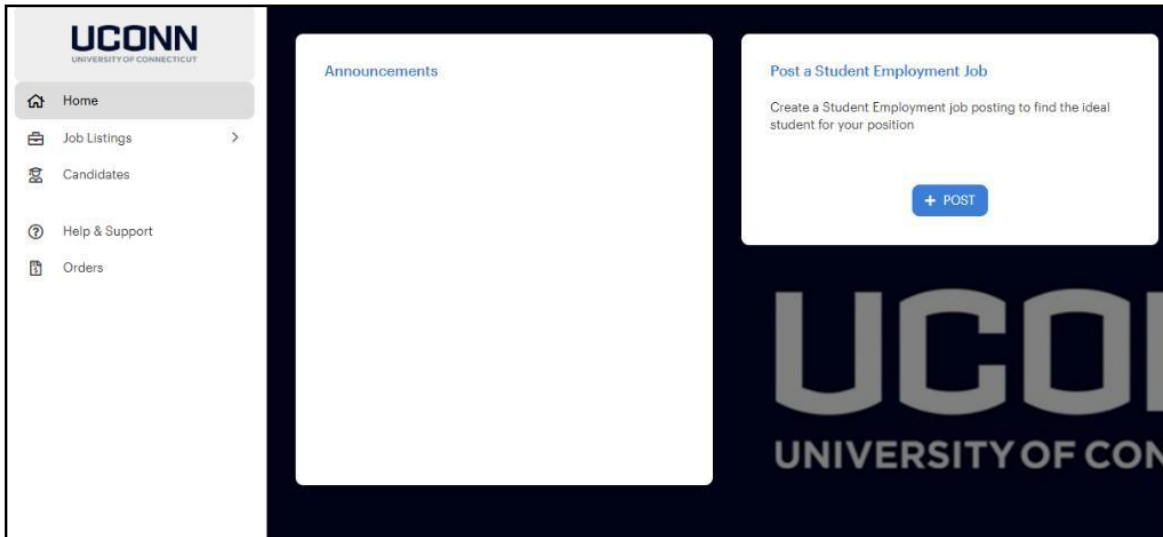 UCONN
UNIVERSITY OF CONNECTICUT
Home
Job Listings
Candidates
Help & Support
Orders
Announcements
Post a Student Employment Job
Create a Student Employment job posting to find the ideal
student for your position
+ POST
UCO
UNIVERSITY OF CON